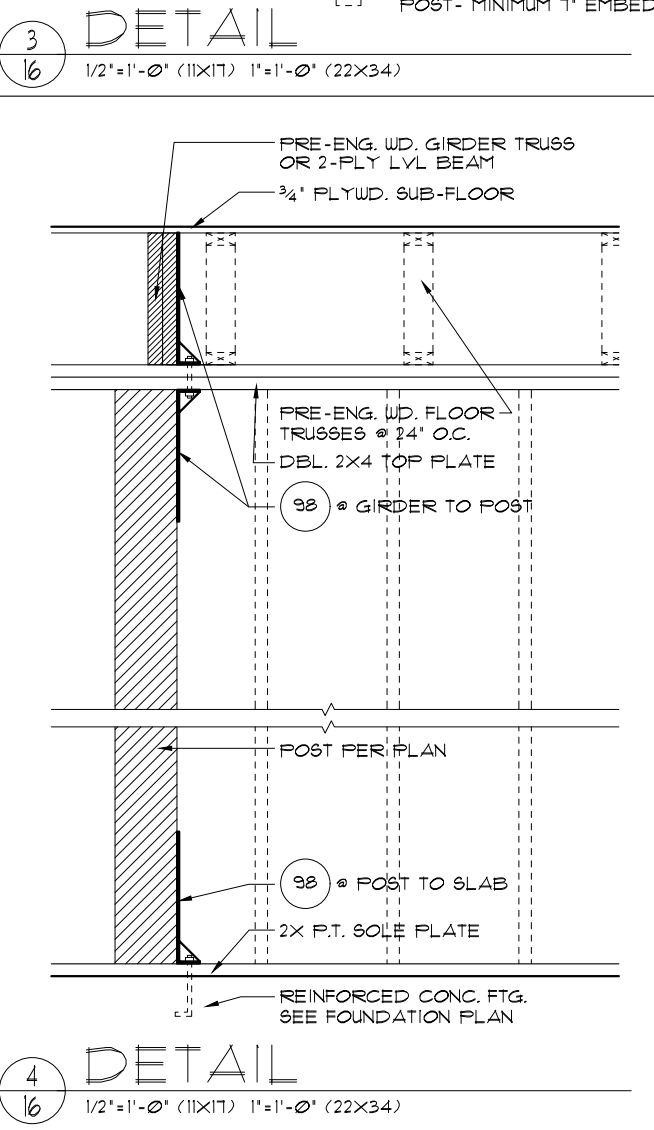 POST- MINIMUM 7" EMBED
3
16
DETAIL
1/2"=1'-0" (11X17) 1"=1'-0" (22X34)
PRE-ENG. WD. GIRDER TRUSS
OR 2-PLY LVL BEAM
3/4" PLYWD. SUB-FLOOR
PRE-ENG. WD. FLOOR
TRUSSES @ 24" O.C.
DBL. 2X4 TOP PLATE
98 @ GIRDER TO POST
POST PER PLAN
98 @ POST TO SLAB
2X P.T. SOLE PLATE
REINFORCED CONC. FTG.
SEE FOUNDATION PLAN
4
16
DETAIL
1/2"=1'-0" (11X17) 1"=1'-0" (22X34)